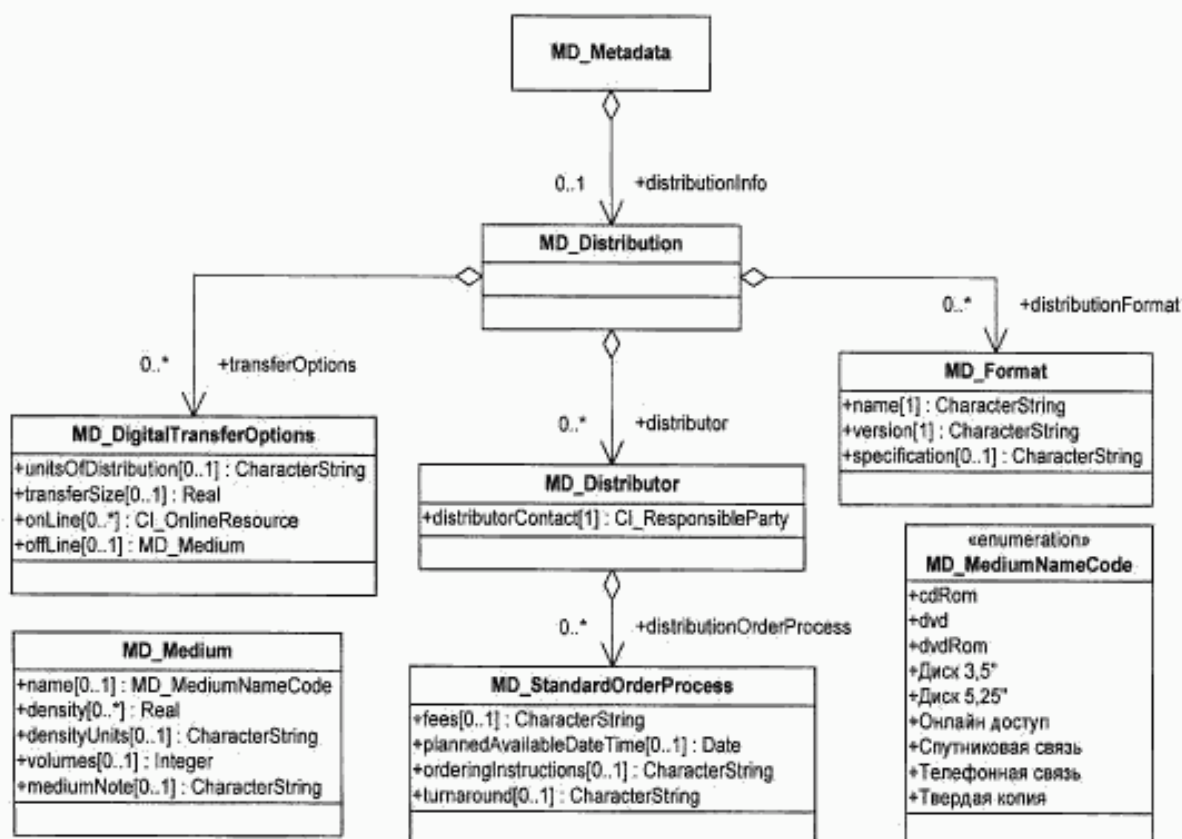 MD_Metadata
0..1 +distributionInfo
MD_Distribution
0..* +distributionFormat
0..* +transferOptions
MD_Format
+name[1] : CharacterString
+version[1] : CharacterString
+specification[0..1] : CharacterString
0..* +distributor
MD_DigitalTransferOptions
+unitsOfDistribution[0..1] : CharacterString
+transferSize[0..1] : Real
+onLine[0..*] : CI_OnlineResource
+offLine[0..1] : MD_Medium
MD_Distributor
+distributorContact[1] : CI_ResponsibleParty
0..* +distributionOrderProcess
«enumeration»
MD_MediumNameCode
+cdRom
+dvd
+dvdRom
+Диск 3,5"
+Диск 5,25"
+Онлайн доступ
+Спутниковая связь
+Телефонная связь
+Твердая копия
MD_Medium
+name[0..1] : MD_MediumNameCode
+density[0..*] : Real
+densityUnits[0..1] : CharacterString
+volumes[0..1] : Integer
+mediumNote[0..1] : CharacterString
MD_StandardOrderProcess
+fees[0..1] : CharacterString
+plannedAvailableDateTime[0..1] : Date
+orderingInstructions[0..1] : CharacterString
+turnaround[0..1] : CharacterString